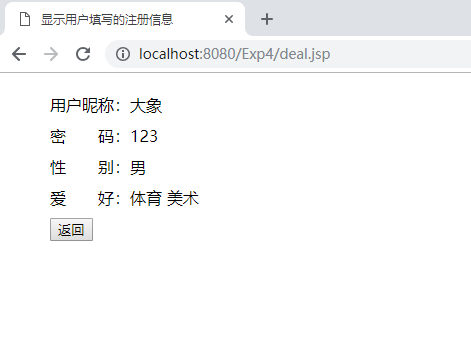 显示用户填写的注册信息
localhost:8080/Exp4/deal.jsp
用户昵称：大象
密　　码：123
性　　别：男
爱　　好：体育 美术
返回